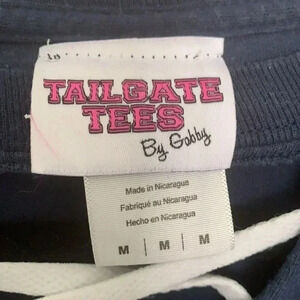 TAILGATE
TEES
By Gabby
Made in Nicaragua
Fabriqué au Nicaragua
Hecho en Nicaragua
M | M | M